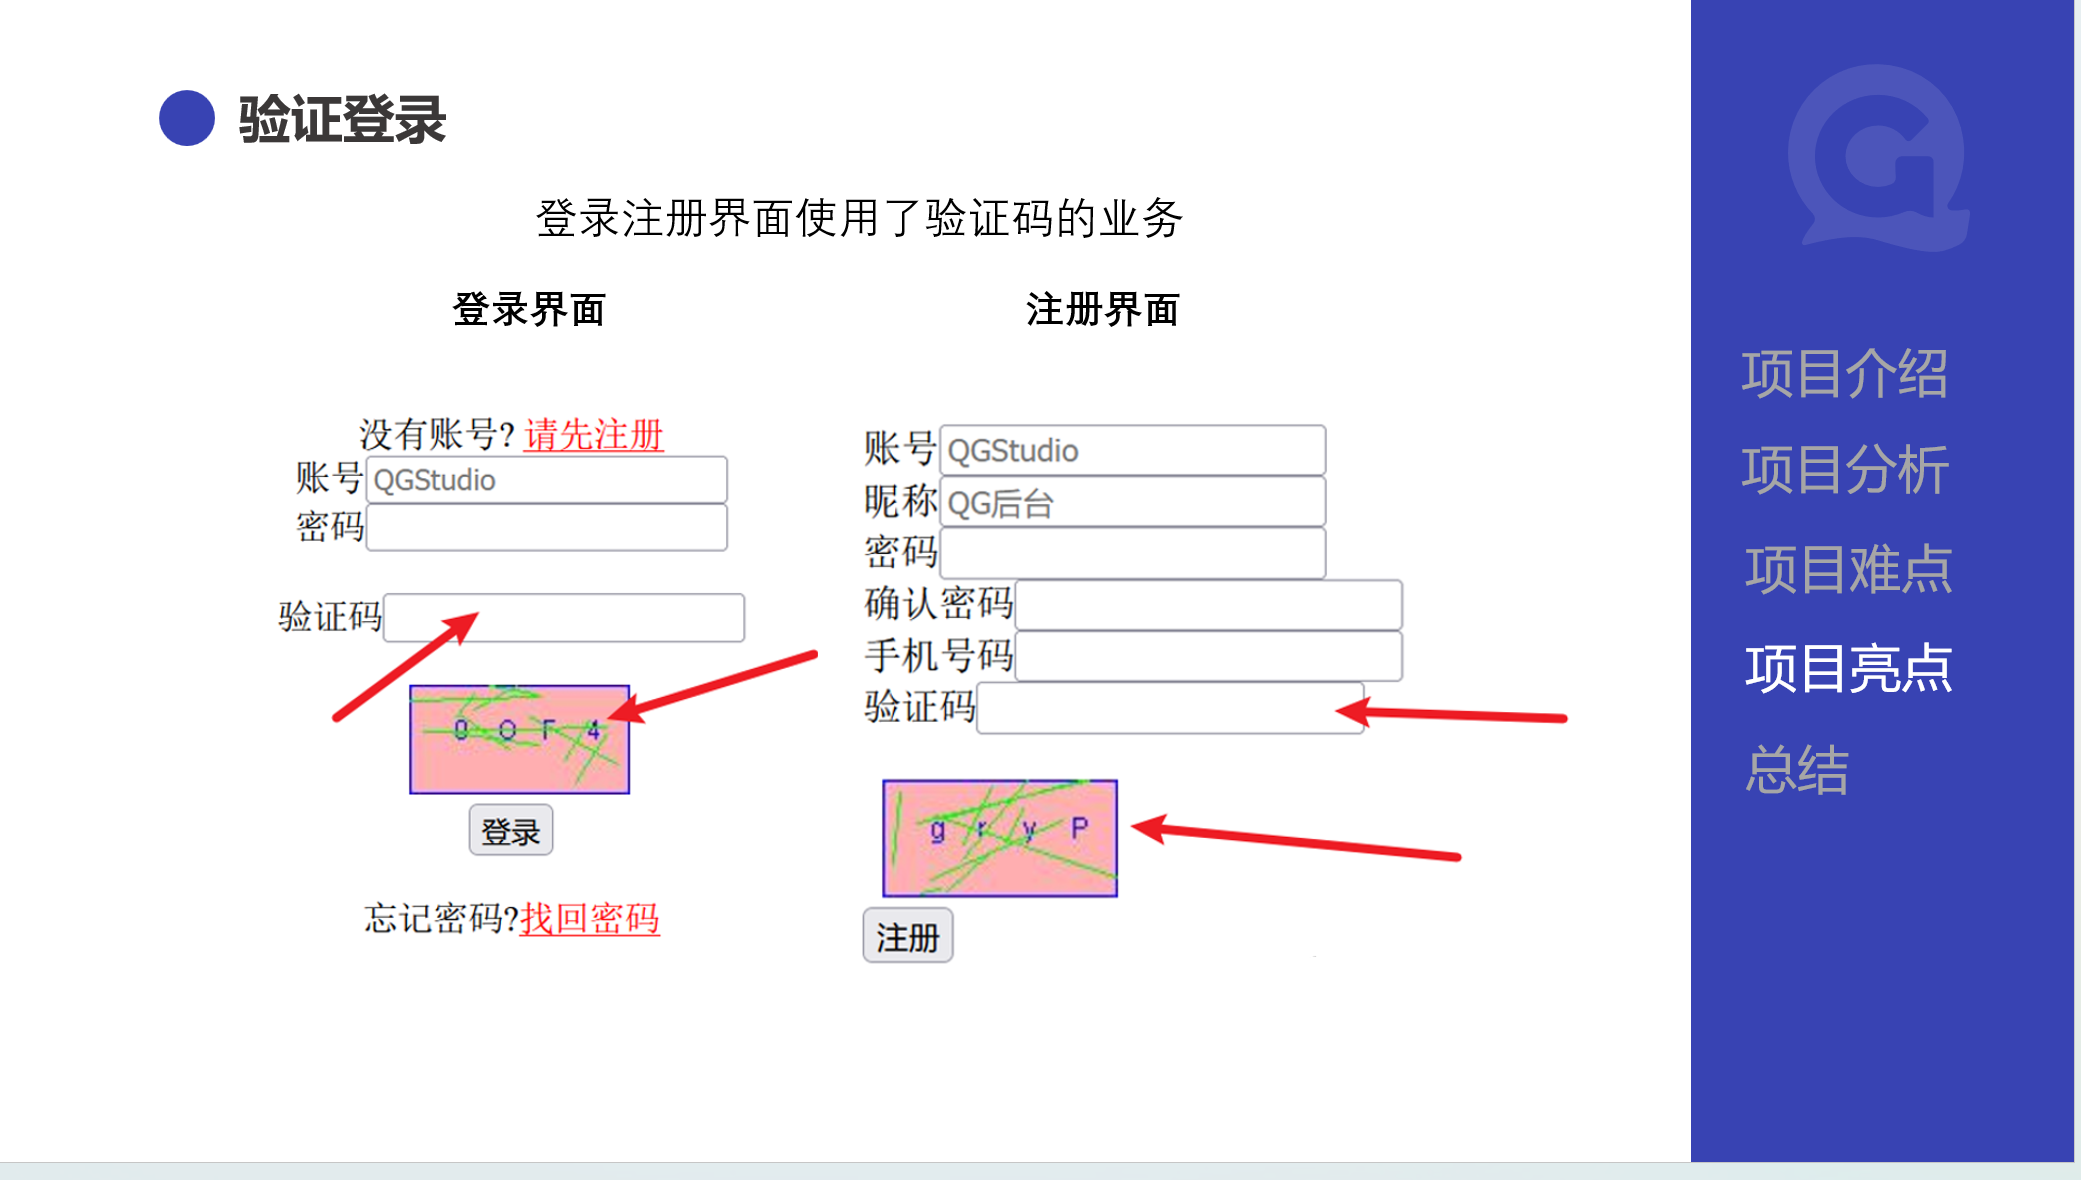 验证登录
登录注册界面使用了验证码的业务
登录界面
没有账号? 请先注册
账号 QGStudio
密码
验证码
O F 4
登录
忘记密码?找回密码
注册界面
账号 QGStudio
昵称 QG后台
密码
确认密码
手机号码
验证码
g r y P
注册
项目介绍
项目分析
项目难点
项目亮点
总结